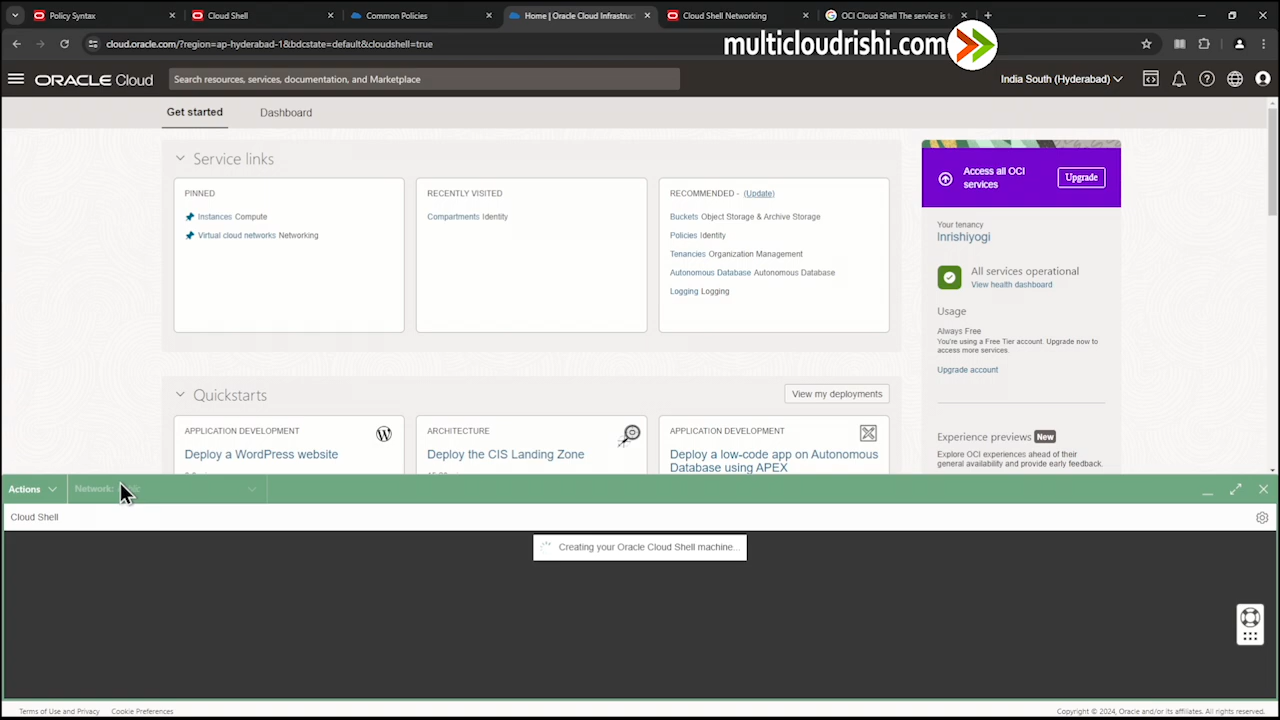 Policy Syntax
Cloud Shell
Common Policies
Home | Oracle Cloud Infrastruc
Cloud Shell Networking
OCI Cloud Shell The service is t
cloud.oracle.com/?region=ap-hyderabad-1&bdcstate=default&cloudshell=true
multicloudrishi.com
ORACLE Cloud
Search resources, services, documentation, and Marketplace
India South (Hyderabad)
Get started
Dashboard
Service links
PINNED
Instances Compute
Virtual cloud networks Networking
RECENTLY VISITED
Compartments Identity
RECOMMENDED - (Update)
Buckets Object Storage & Archive Storage
Policies Identity
Tenancies Organization Management
Autonomous Database Autonomous Database
Logging Logging
Access all OCI
services
Upgrade
Your tenancy
lnrishiyogi
All services operational
View health dashboard
Usage
Always Free
You're using a Free Tier account. Upgrade now to
access more services.
Upgrade account
Experience previews New
Explore OCI experiences ahead of their
general availability and provide early feedback.
Quickstarts
View my deployments
APPLICATION DEVELOPMENT
Deploy a WordPress website
ARCHITECTURE
Deploy the CIS Landing Zone
APPLICATION DEVELOPMENT
Deploy a low-code app on Autonomous
Database using APEX
Actions
Network:
Cloud Shell
Creating your Oracle Cloud Shell machine...
Terms of Use and Privacy
Cookie Preferences
Copyright © 2024, Oracle and/or its affiliates. All rights reserved.